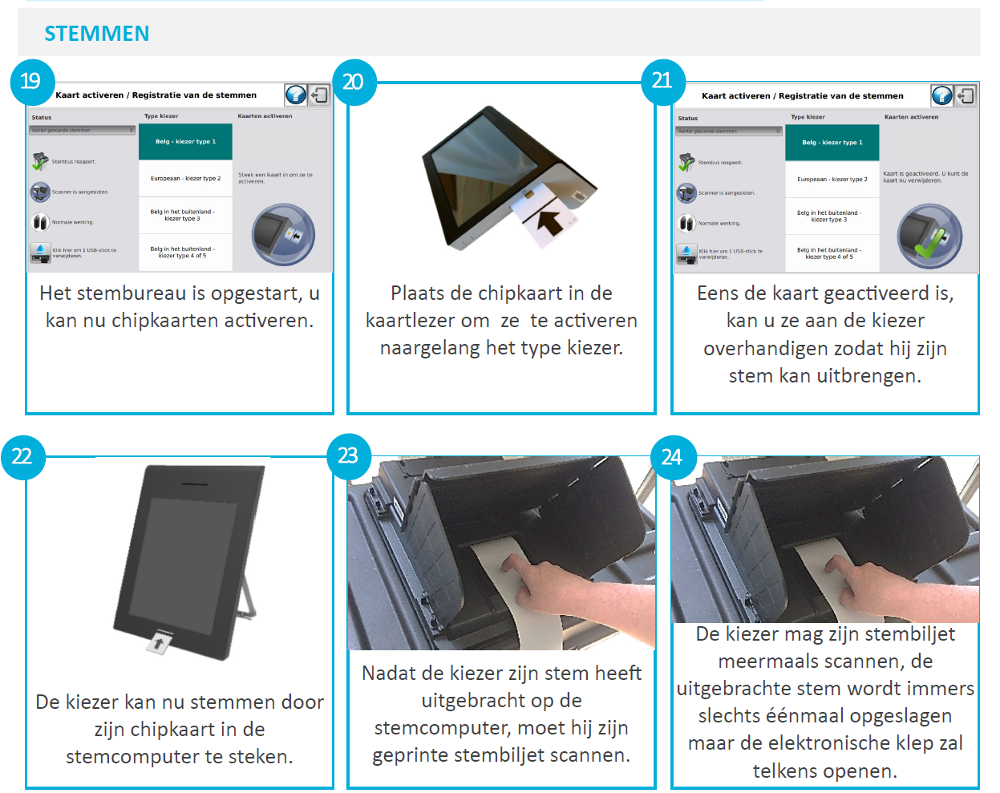 STEMMEN
19
Kaart activeren / Registratie van de stemmen
Status
Type kiezer
Kaarten activeren
Aantal gescande stemmen 0
Belg - kiezer type 1
Stembus reageert.
Europeaan - kiezer type 2
Steek een kaart in om ze te
activeren.
Scanner is aangesloten.
Belg in het buitenland -
kiezer type 3
Normale werking.
Belg in het buitenland -
kiezer type 4 of 5
Klik hier om 1 USB-stick te
verwijderen.
Het stembureau is opgestart, u
kan nu chipkaarten activeren.
20
Plaats de chipkaart in de
kaartlezer om ze te activeren
naargelang het type kiezer.
21
Kaart activeren / Registratie van de stemmen
Status
Type kiezer
Kaarten activeren
Aantal gescande stemmen 0
Belg - kiezer type 1
Stembus reageert.
Europeaan - kiezer type 2
Kaart is geactiveerd. U kunt de
kaart nu verwijderen.
Scanner is aangesloten.
Belg in het buitenland -
kiezer type 3
Normale werking.
Belg in het buitenland -
kiezer type 4 of 5
Klik hier om 1 USB-stick te
verwijderen.
Eens de kaart geactiveerd is,
kan u ze aan de kiezer
overhandigen zodat hij zijn
stem kan uitbrengen.
22
De kiezer kan nu stemmen door
zijn chipkaart in de
stemcomputer te steken.
23
Nadat de kiezer zijn stem heeft
uitgebracht op de
stemcomputer, moet hij zijn
geprinte stembiljet scannen.
24
De kiezer mag zijn stembiljet
meermaals scannen, de
uitgebrachte stem wordt immers
slechts éénmaal opgeslagen
maar de elektronische klep zal
telkens openen.